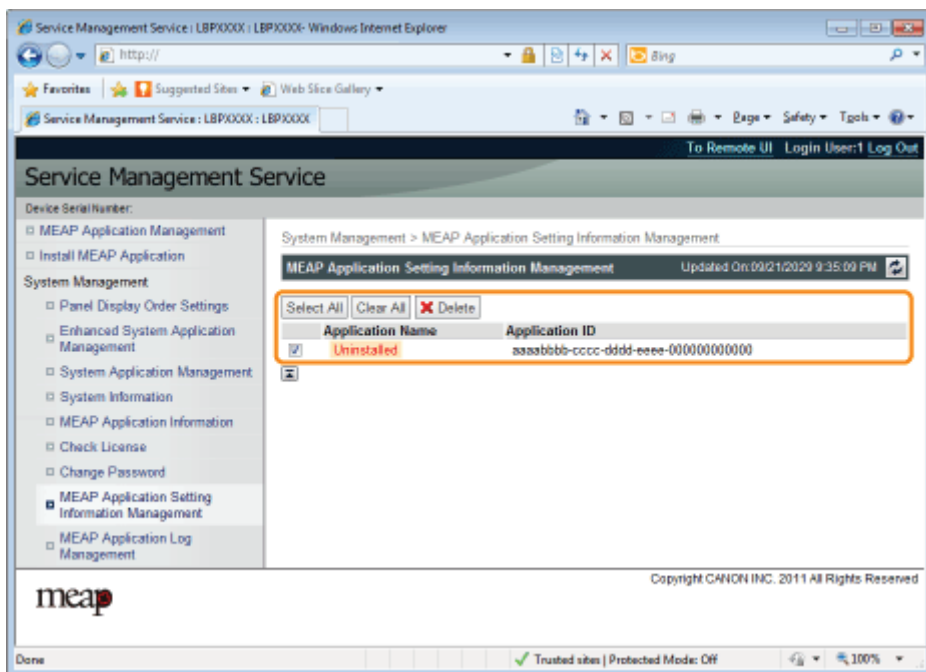 Service Management Service : LBPXXXX : LBPXXXX- Windows Internet Explorer
http://
Bing
Favorites Suggested Sites Web Slice Gallery
Service Management Service : LBPXXXX : LBPXXXX
Page Safety Tools
To Remote UI Login User:1 Log Out
Service Management Service
Device Serial Number:
MEAP Application Management
Install MEAP Application
System Management
Panel Display Order Settings
Enhanced System Application
Management
System Application Management
System Information
MEAP Application Information
Check License
Change Password
MEAP Application Setting
Information Management
MEAP Application Log
Management
System Management > MEAP Application Setting Information Management
MEAP Application Setting Information Management Updated On:09/21/2029 9:35:09 PM
Select All Clear All Delete
Application Name Application ID
Uninstalled aaaabbbb-cccc-dddd-eeee-000000000000
Copyright CANON INC. 2011 All Rights Reserved
meap
Done Trusted sites | Protected Mode: Off 100%